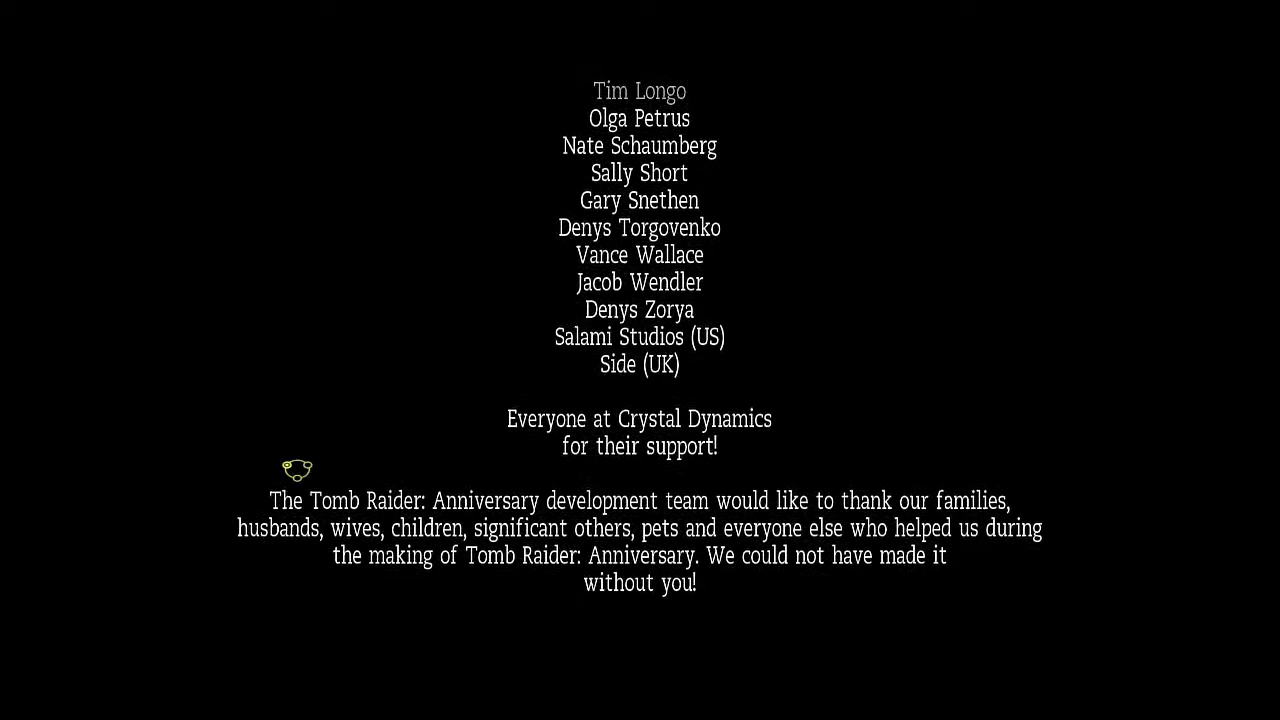 Tim Longo
Olga Petrus
Nate Schaumberg
Sally Short
Gary Snethen
Denys Torgovenko
Vance Wallace
Jacob Wendler
Denys Zorya
Salami Studios (US)
Side (UK)
Everyone at Crystal Dynamics
for their support!
The Tomb Raider: Anniversary development team would like to thank our families,
husbands, wives, children, significant others, pets and everyone else who helped us during
the making of Tomb Raider: Anniversary. We could not have made it
without you!